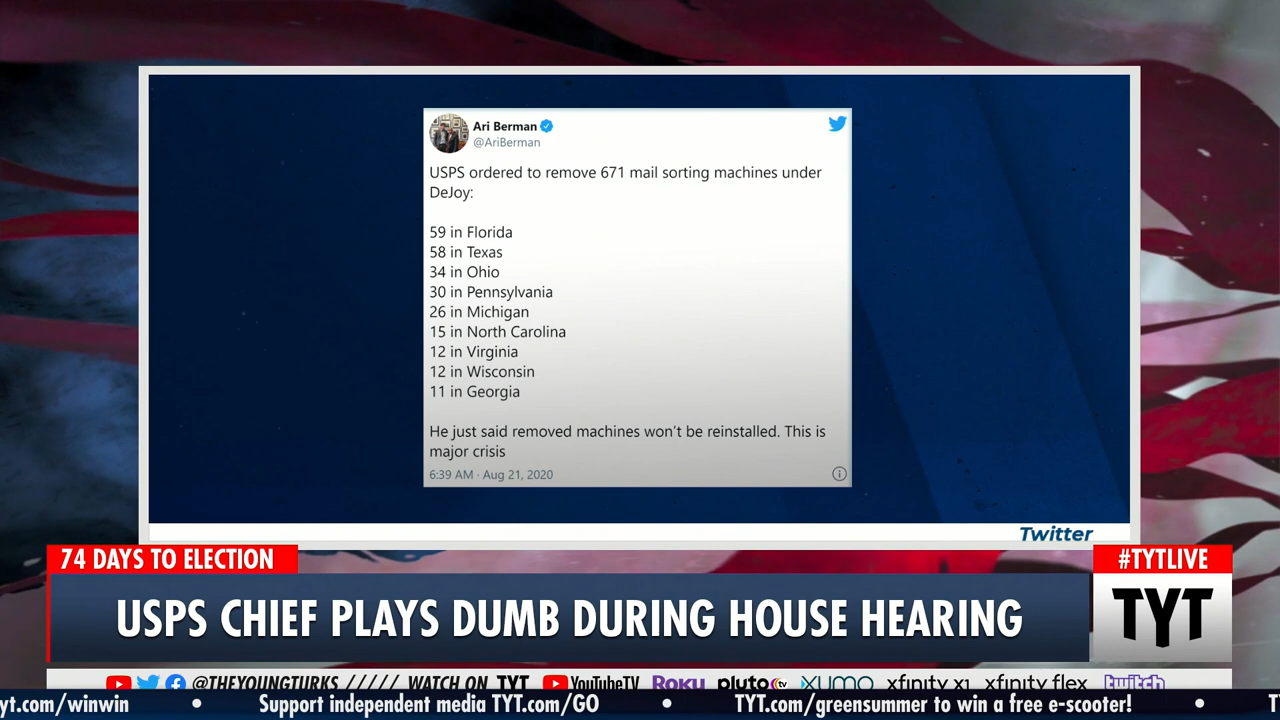 Ari Berman
@AriBerman
USPS ordered to remove 671 mail sorting machines under
DeJoy:
59 in Florida
58 in Texas
34 in Ohio
30 in Pennsylvania
26 in Michigan
15 in North Carolina
12 in Virginia
12 in Wisconsin
11 in Georgia
He just said removed machines won't be reinstalled. This is
major crisis
6:39 AM · Aug 21, 2020
Twitter
74 DAYS TO ELECTION
#TYTLIVE
USPS CHIEF PLAYS DUMB DURING HOUSE HEARING
TYT
@THEYOUNGTURKS ///// WATCH ON TYT YouTubeTV Roku pluto tv XUMO xfinity x1 xfinity flex twitch
yt.com/winwin • Support independent media TYT.com/GO • TYT.com/greensummer to win a free e-scooter! • T